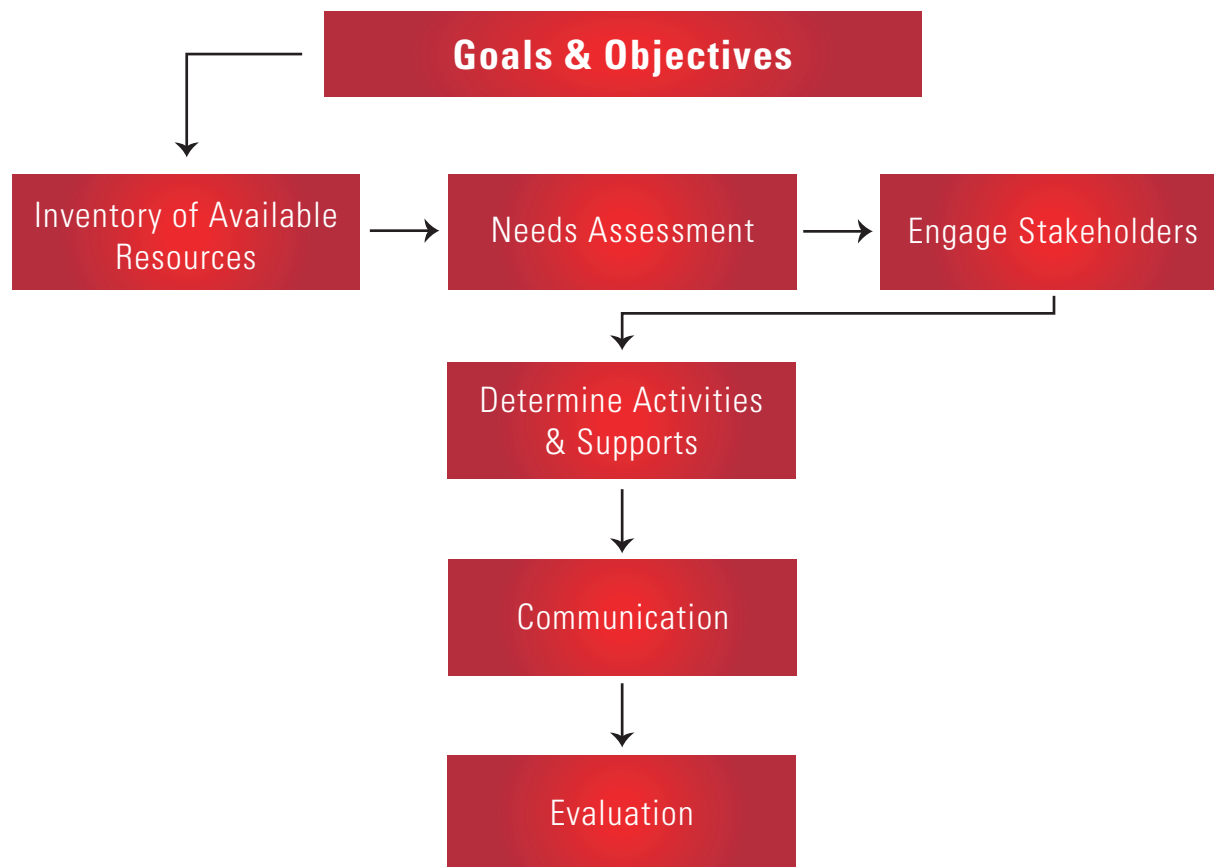 Goals & Objectives
Inventory of Available
Resources
Needs Assessment
Engage Stakeholders
Determine Activities
& Supports
Communication
Evaluation